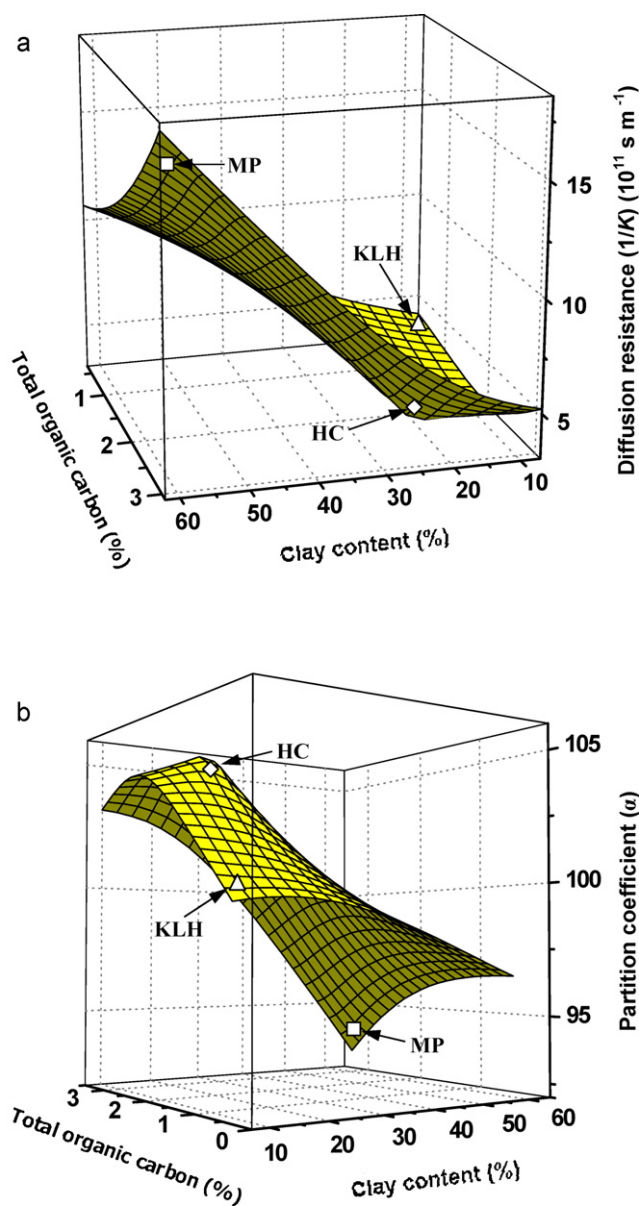 a
MP
KLH
HC
15
10
5
Diffusion resistance (1/K) (10¹¹ s m⁻¹)
1
2
3
Total organic carbon (%)
60 50 40 30 20 10
Clay content {%)
b
HC
KLH
MP
105
100
95
Partition coefficient (α)
3 2 1 0
Total organic carbon (%)
10 20 30 40 50 60
Clay content {%)